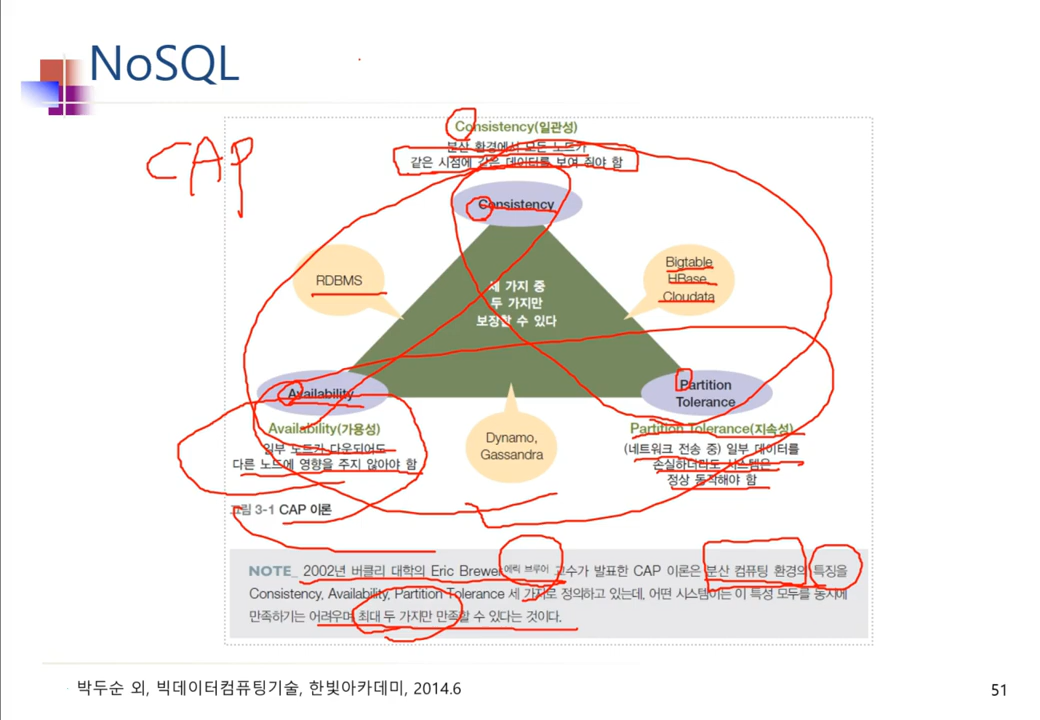 NoSQL
CAP
Consistency(일관성)
분산 환경에서 모든 노드가
같은 시점에 같은 데이터를 보여 줘야 함
Consistency
RDBMS
Bigtable
HBase
Cloudata
세 가지 중
두 가지만
보장할 수 있다
Availability
Partition
Tolerance
Availability(가용성)
일부 노드가 다운되어도
다른 노드에 영향을 주지 않아야 함
Dynamo,
Gassandra
Partition Tolerance(지속성)
(네트워크 전송 중) 일부 데이터를
손실하더라도 시스템은
정상 동작해야 함
그림 3-1 CAP 이론
NOTE_ 2002년 버클리 대학의 Eric Brewer에릭 브루어 교수가 발표한 CAP 이론은 분산 컴퓨팅 환경의 특징을
Consistency, Availability, Partition Tolerance 세 가지로 정의하고 있는데, 어떤 시스템이든 이 특성 모두를 동시에
만족하기는 어려우며 최대 두 가지만 만족할 수 있다는 것이다.
박두순 외, 빅데이터컴퓨팅기술, 한빛아카데미, 2014.6
51